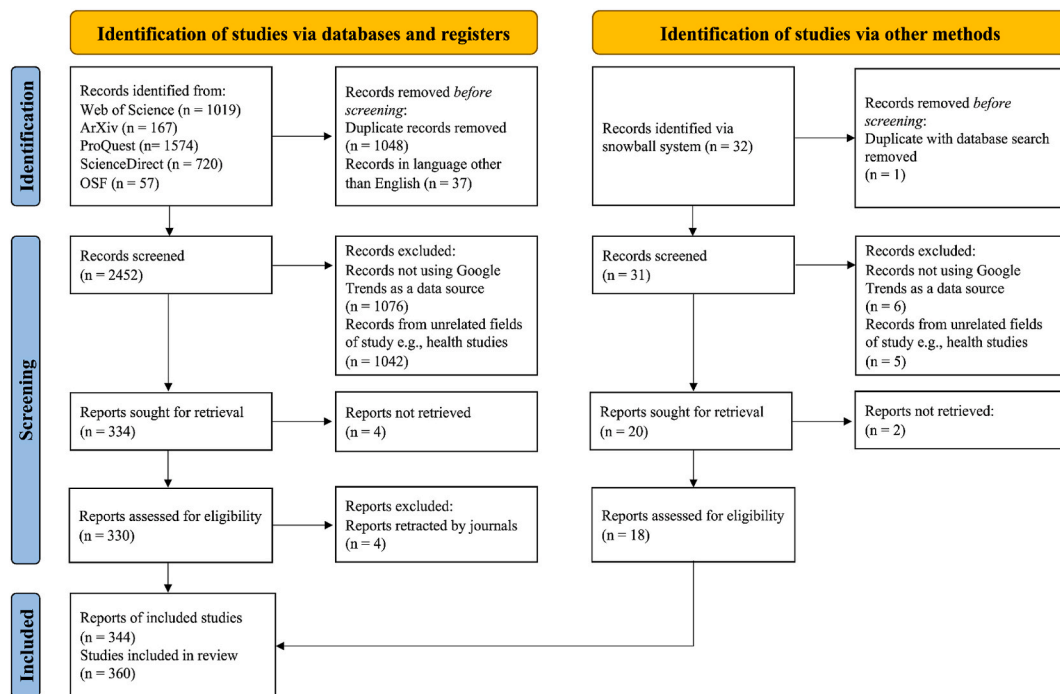 Identification of studies via databases and registers
Identification of studies via other methods
Identification
Records identified from:
Web of Science (n = 1019)
ArXiv (n = 167)
ProQuest (n = 1574)
ScienceDirect (n = 720)
OSF (n = 57)
Records removed before
screening:
Duplicate records removed
(n = 1048)
Records in language other
than English (n = 37)
Records identified via
snowball system (n = 32)
Records removed before
screening:
Duplicate with database search
removed
(n = 1)
Screening
Records screened
(n = 2452)
Records excluded:
Records not using Google
Trends as a data source
(n = 1076)
Records from unrelated fields
of study e.g., health studies
(n = 1042)
Records screened
(n = 31)
Records excluded:
Records not using Google
Trends as a data source
(n = 6)
Records from unrelated fields
of study e.g., health studies
(n = 5)
Reports sought for retrieval
(n = 334)
Reports not retrieved
(n = 4)
Reports sought for retrieval
(n = 20)
Reports not retrieved:
(n = 2)
Reports assessed for eligibility
(n = 330)
Reports excluded:
Reports retracted by journals
(n = 4)
Reports assessed for eligibility
(n = 18)
Included
Reports of included studies
(n = 344)
Studies included in review
(n = 360)